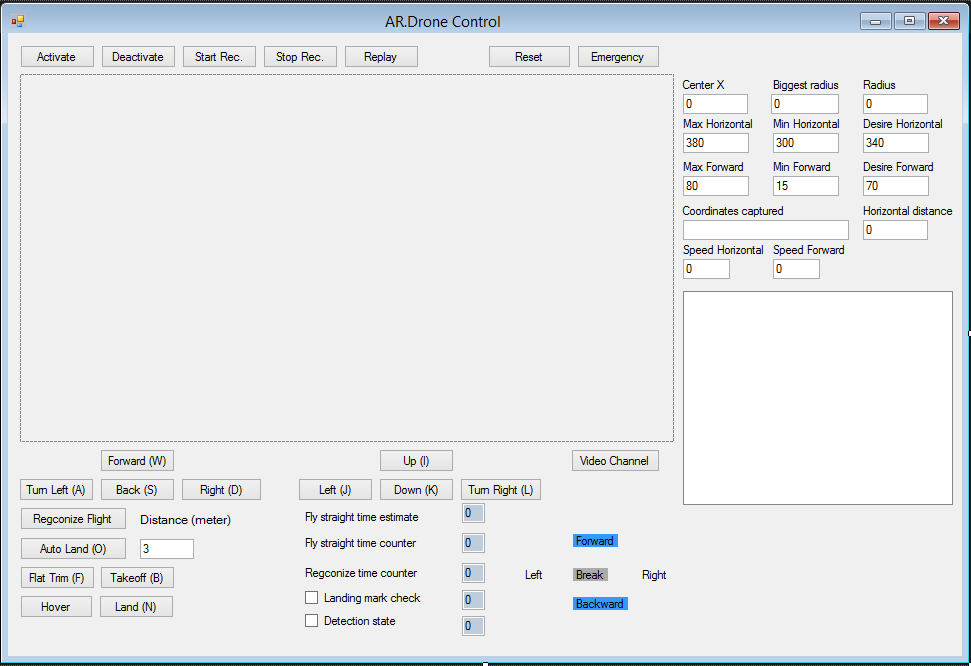 AR.Drone Control
Activate Deactivate Start Rec. Stop Rec. Replay Reset Emergency
Center X Biggest radius Radius
0 0 0
Max Horizontal Min Horizontal Desire Horizontal
380 300 340
Max Forward Min Forward Desire Forward
80 15 70
Coordinates captured Horizontal distance
0
Speed Horizontal Speed Forward
0 0
Forward (W) Up (I) Video Channel
Turn Left (A) Back (S) Right (D) Left (J) Down (K) Turn Right (L)
Regconize Flight Distance (meter) Fly straight time estimate 0
Auto Land (O) 3 Fly straight time counter 0 Forward
Flat Trim (F) Takeoff (B) Regconize time counter 0 Left Break Right
Hover Land (N) Landing mark check 0 Backward
Detection state 0